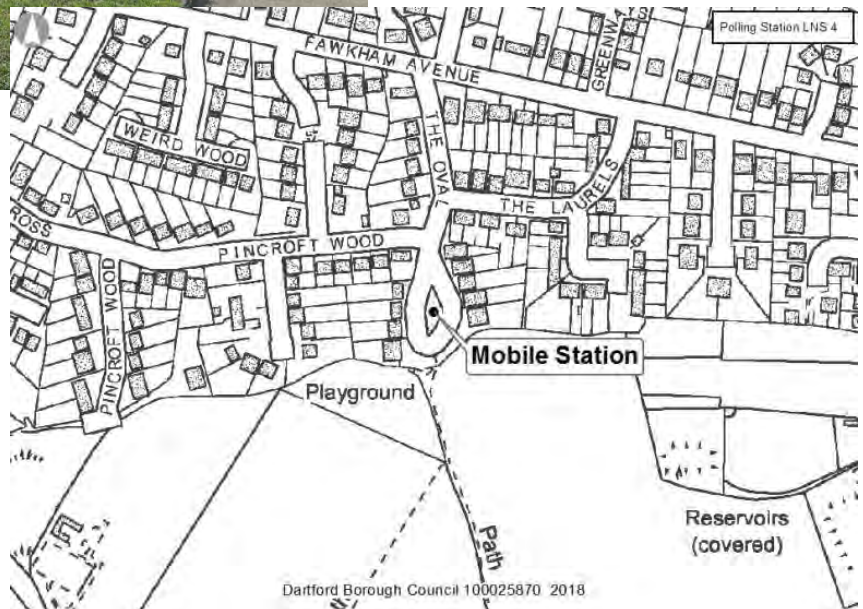 Polling Station LNS 4
FAWKHAM AVENUE
GREENWA
WEIRD WOOD
THE OVAL
THE LAURELS
ROSS
PINCROFT WOOD
PINCROFT WOOD
Mobile Station
Playground
Path
Reservoirs
(covered)
Dartford Borough Council 100025870 2018